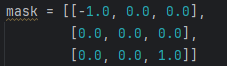 mask = [[-1.0, 0.0, 0.0],
[0.0, 0.0, 0.0],
[0.0, 0.0, 1.0]]